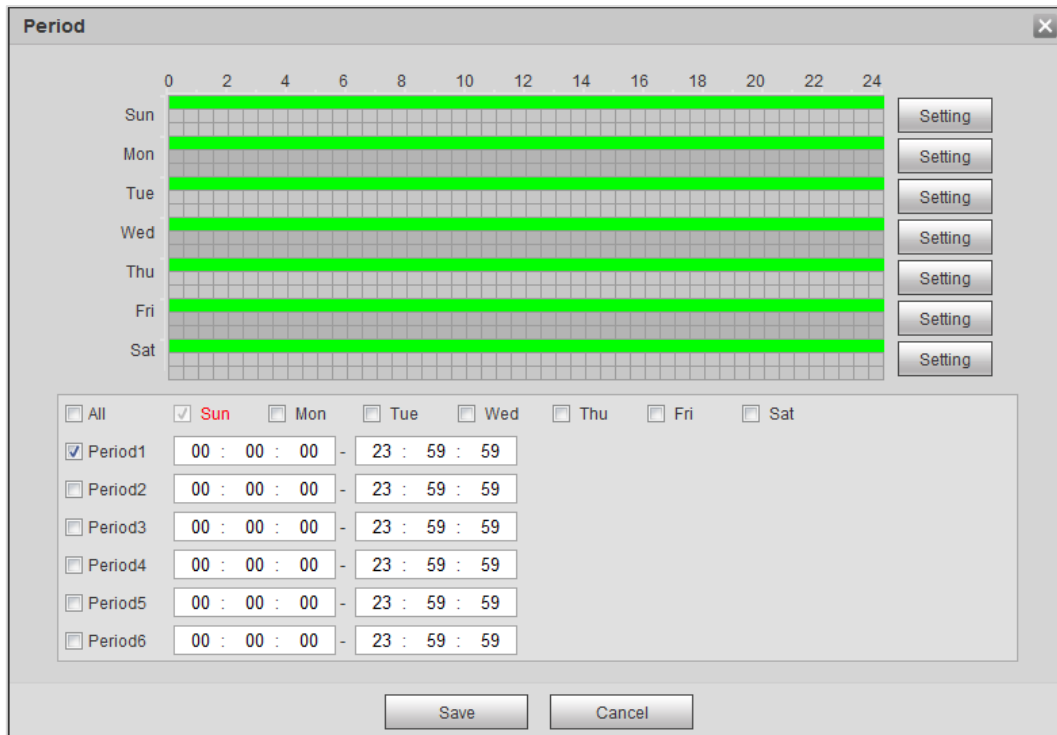 Period
0 2 4 6 8 10 12 14 16 18 20 22 24
Sun Setting
Mon Setting
Tue Setting
Wed Setting
Thu Setting
Fri Setting
Sat Setting
All Sun Mon Tue Wed Thu Fri Sat
Period1 00 : 00 : 00 - 23 : 59 : 59
Period2 00 : 00 : 00 - 23 : 59 : 59
Period3 00 : 00 : 00 - 23 : 59 : 59
Period4 00 : 00 : 00 - 23 : 59 : 59
Period5 00 : 00 : 00 - 23 : 59 : 59
Period6 00 : 00 : 00 - 23 : 59 : 59
Save Cancel